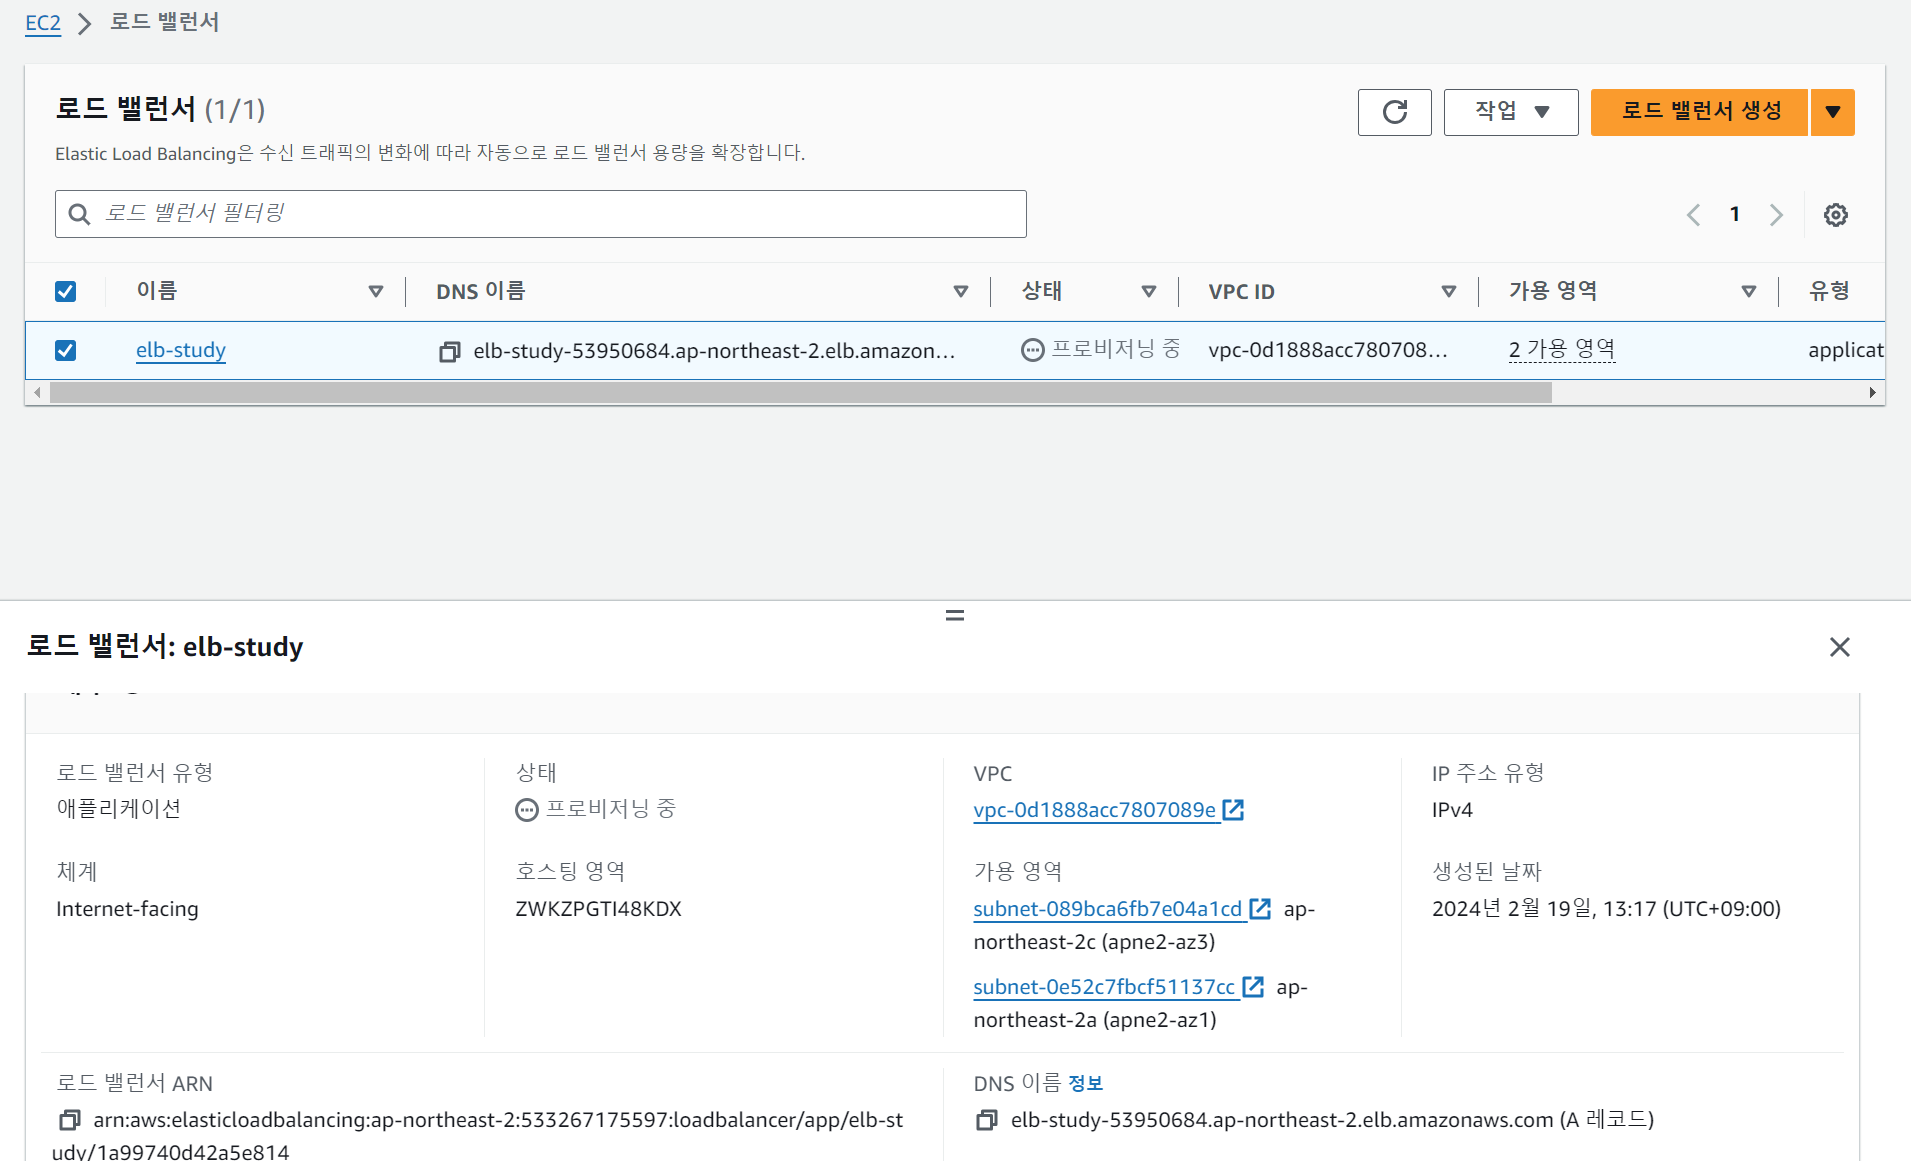 EC2 > 로드 밸런서
로드 밸런서 (1/1)
작업
로드 밸런서 생성
Elastic Load Balancing은 수신 트래픽의 변화에 따라 자동으로 로드 밸런서 용량을 확장합니다.
로드 밸런서 필터링
1
이름 DNS 이름 상태 VPC ID 가용 영역 유형
elb-study elb-study-53950684.ap-northeast-2.elb.amazon... 프로비저닝 중 vpc-0d1888acc780708... 2 가용 영역 applicat
로드 밸런서: elb-study
로드 밸런서 유형
애플리케이션
상태
프로비저닝 중
VPC
vpc-0d1888acc7807089e
IP 주소 유형
IPv4
체계
Internet-facing
호스팅 영역
ZWKZPGTI48KDX
가용 영역
subnet-089bca6fb7e04a1cd ap-
northeast-2c (apne2-az3)
subnet-0e52c7fbcf51137cc ap-
northeast-2a (apne2-az1)
생성된 날짜
2024년 2월 19일, 13:17 (UTC+09:00)
로드 밸런서 ARN
arn:aws:elasticloadbalancing:ap-northeast-2:533267175597:loadbalancer/app/elb-st
udy/1a99740d42a5e814
DNS 이름 정보
elb-study-53950684.ap-northeast-2.elb.amazonaws.com (A 레코드)